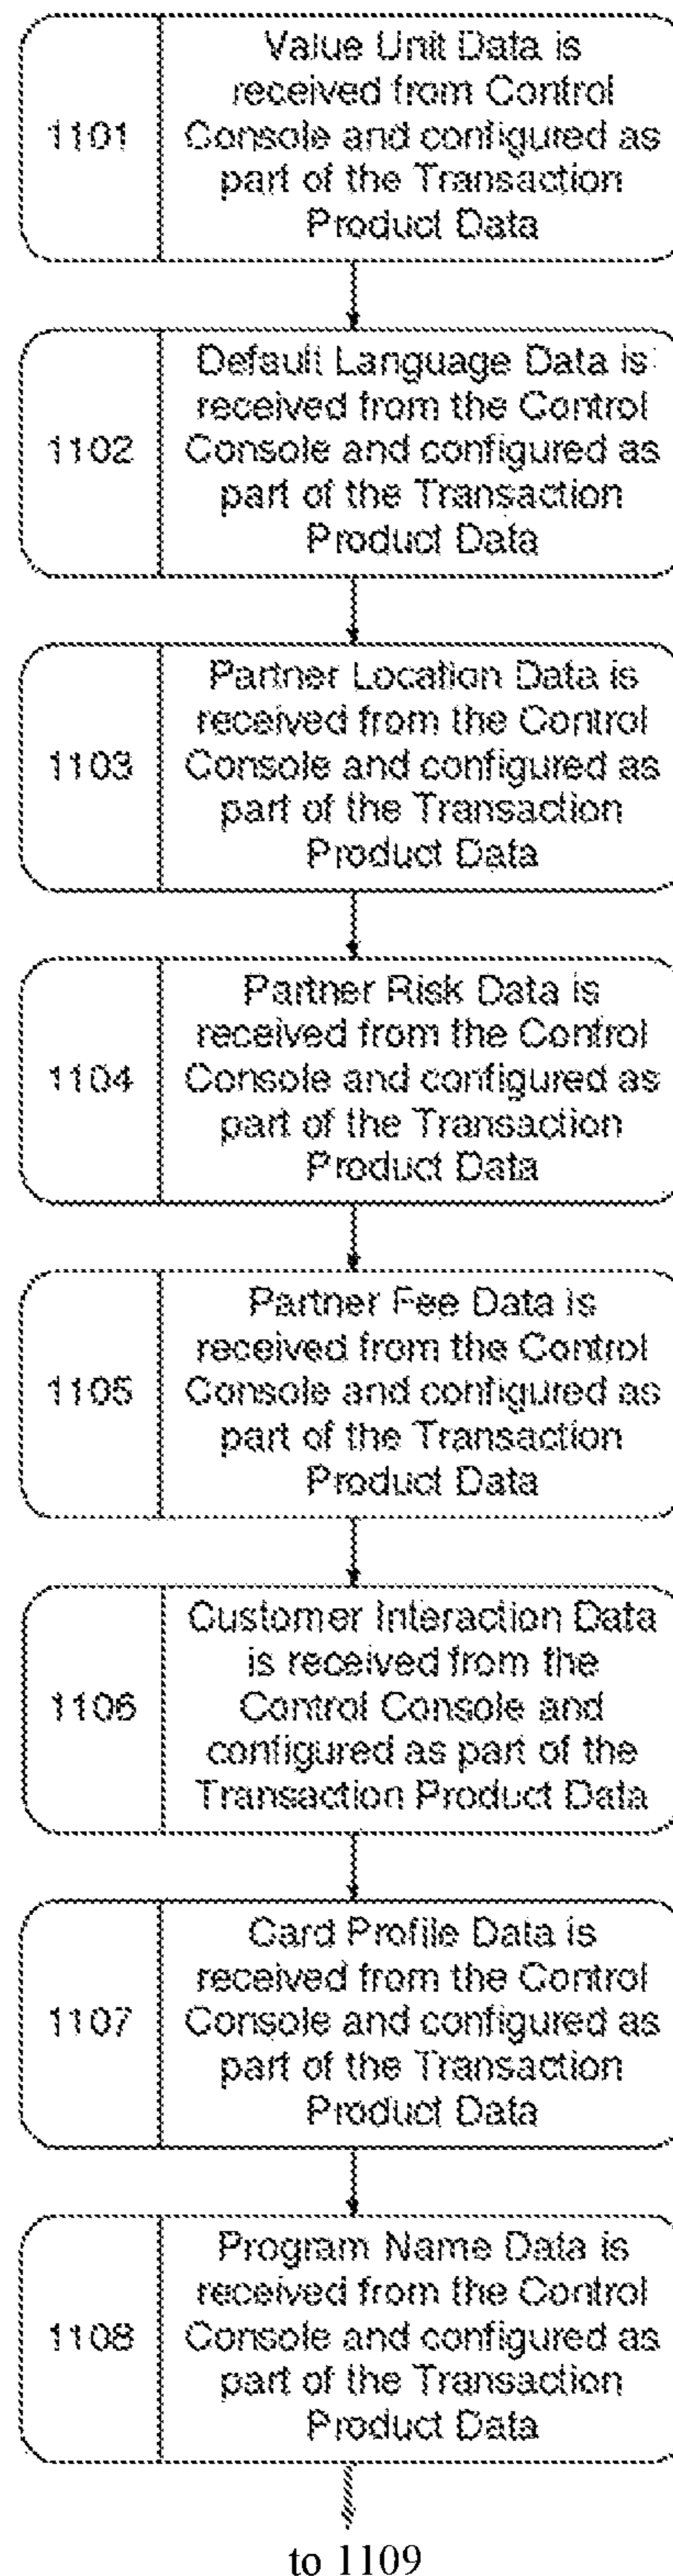 1101
Value Unit Data is
received from Control
Console and configured as
part of the Transaction
Product Data
1102
Default Language Data is
received from the Control
Console and configured as
part of the Transaction
Product Data
1103
Partner Location Data is
received from the Control
Console and configured as
part of the Transaction
Product Data
1104
Partner Risk Data is
received from the Control
Console and configured as
part of the Transaction
Product Data
1105
Partner Fee Data is
received from the Control
Console and configured as
part of the Transaction
Product Data
1106
Customer Interaction Data
is received from the
Control Console and
configured as part of the
Transaction Product Data
1107
Card Profile Data is
received from the Control
Console and configured as
part of the Transaction
Product Data
1108
Program Name Data is
received from the Control
Console and configured as
part of the Transaction
Product Data
to 1109